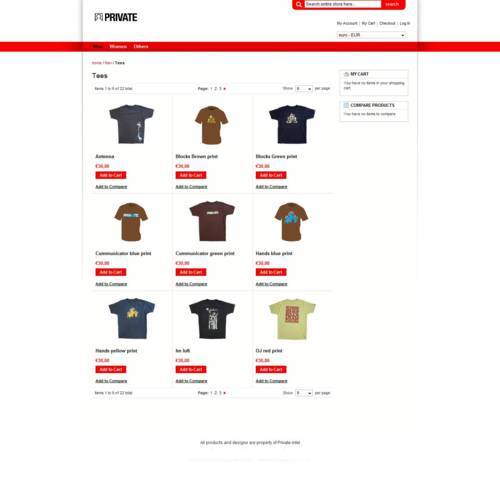 Search online store here...
search
PRIVATE
My Account | My Cart | Checkout | Log In
euro - EUR
Men Women Others
Home / Men / Tees
Tees
Items 1 to 9 of 22 total
Page: 1 2 3
Show 9 per page
MY CART
You have no items in your shopping cart.
COMPARE PRODUCTS
You have no items to compare.
Antenna
Blocks Brown print
Blocks Green print
€30,00
€30,00
€30,00
Add to Cart
Add to Cart
Add to Cart
Add to Compare
Add to Compare
Add to Compare
Cummunicator blue print
Cummunicator green print
Hands blue print
€30,00
€30,00
€30,00
Add to Cart
Add to Cart
Add to Cart
Add to Compare
Add to Compare
Add to Compare
Hands yellow print
Im loft
OJ red print
€30,00
€30,00
€30,00
Add to Cart
Add to Cart
Add to Cart
Add to Compare
Add to Compare
Add to Compare
Items 1 to 9 of 22 total
Page: 1 2 3
Show 9 per page
All products and designs are property of Private Intel